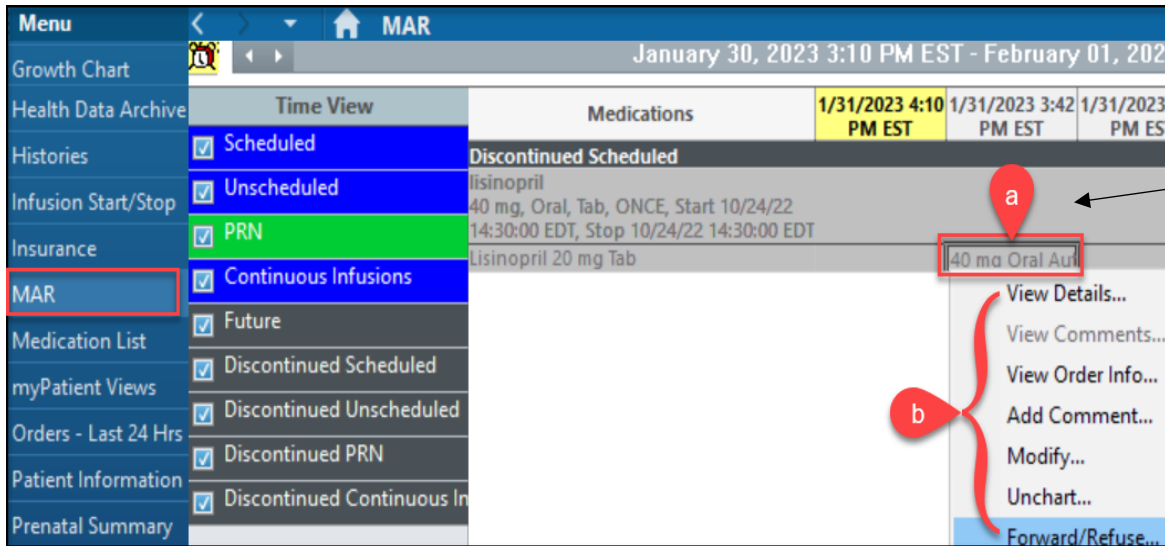 Menu
MAR
January 30, 2023 3:10 PM EST - February 01, 202
Growth Chart
Health Data Archive
Histories
Infusion Start/Stop
Insurance
MAR
Medication List
myPatient Views
Orders - Last 24 Hrs
Patient Information
Prenatal Summary
Time View
Scheduled
Unscheduled
PRN
Continuous Infusions
Future
Discontinued Scheduled
Discontinued Unscheduled
Discontinued PRN
Discontinued Continuous In
Medications
1/31/2023 4:10
PM EST
1/31/2023 3:42
PM EST
1/31/2023
PM ES
Discontinued Scheduled
lisinopril
40 mg, Oral, Tab, ONCE, Start 10/24/22
14:30:00 EDT, Stop 10/24/22 14:30:00 EDT
Lisinopril 20 mg Tab
a
40 mg Oral Aut
b
View Details...
View Comments...
View Order Info...
Add Comment...
Modify...
Unchart...
Forward/Refuse...